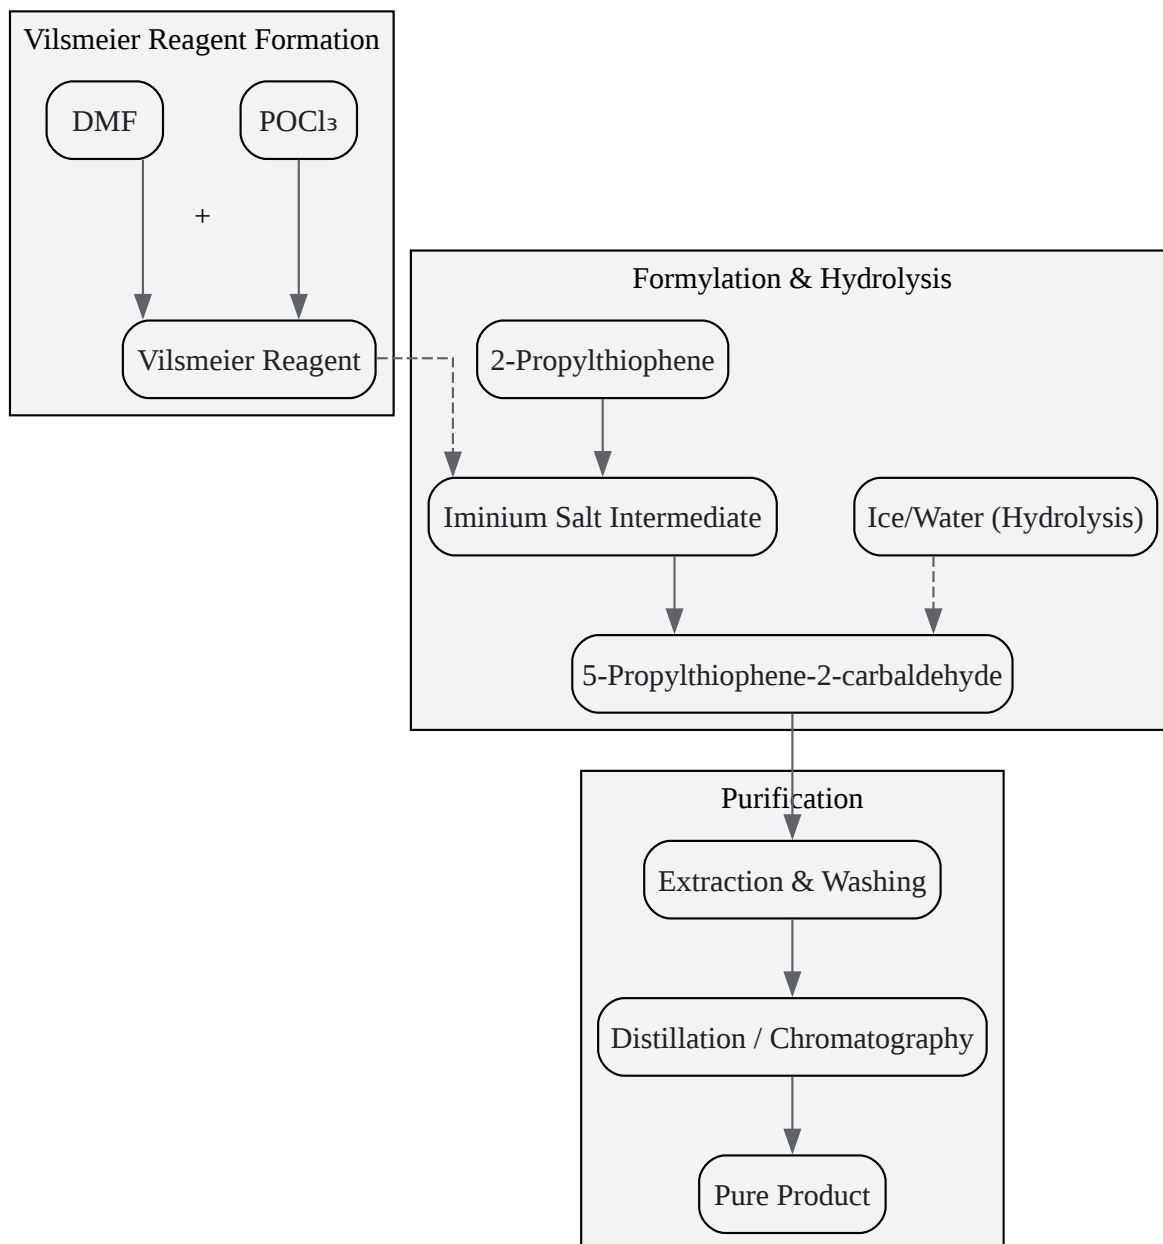 Vilsmeier Reagent Formation
DMF
POCl₃
+
Vilsmeier Reagent
Formylation & Hydrolysis
2-Propylthiophene
Iminium Salt Intermediate
Ice/Water (Hydrolysis)
5-Propylthiophene-2-carbaldehyde
Purification
Extraction & Washing
Distillation / Chromatography
Pure Product